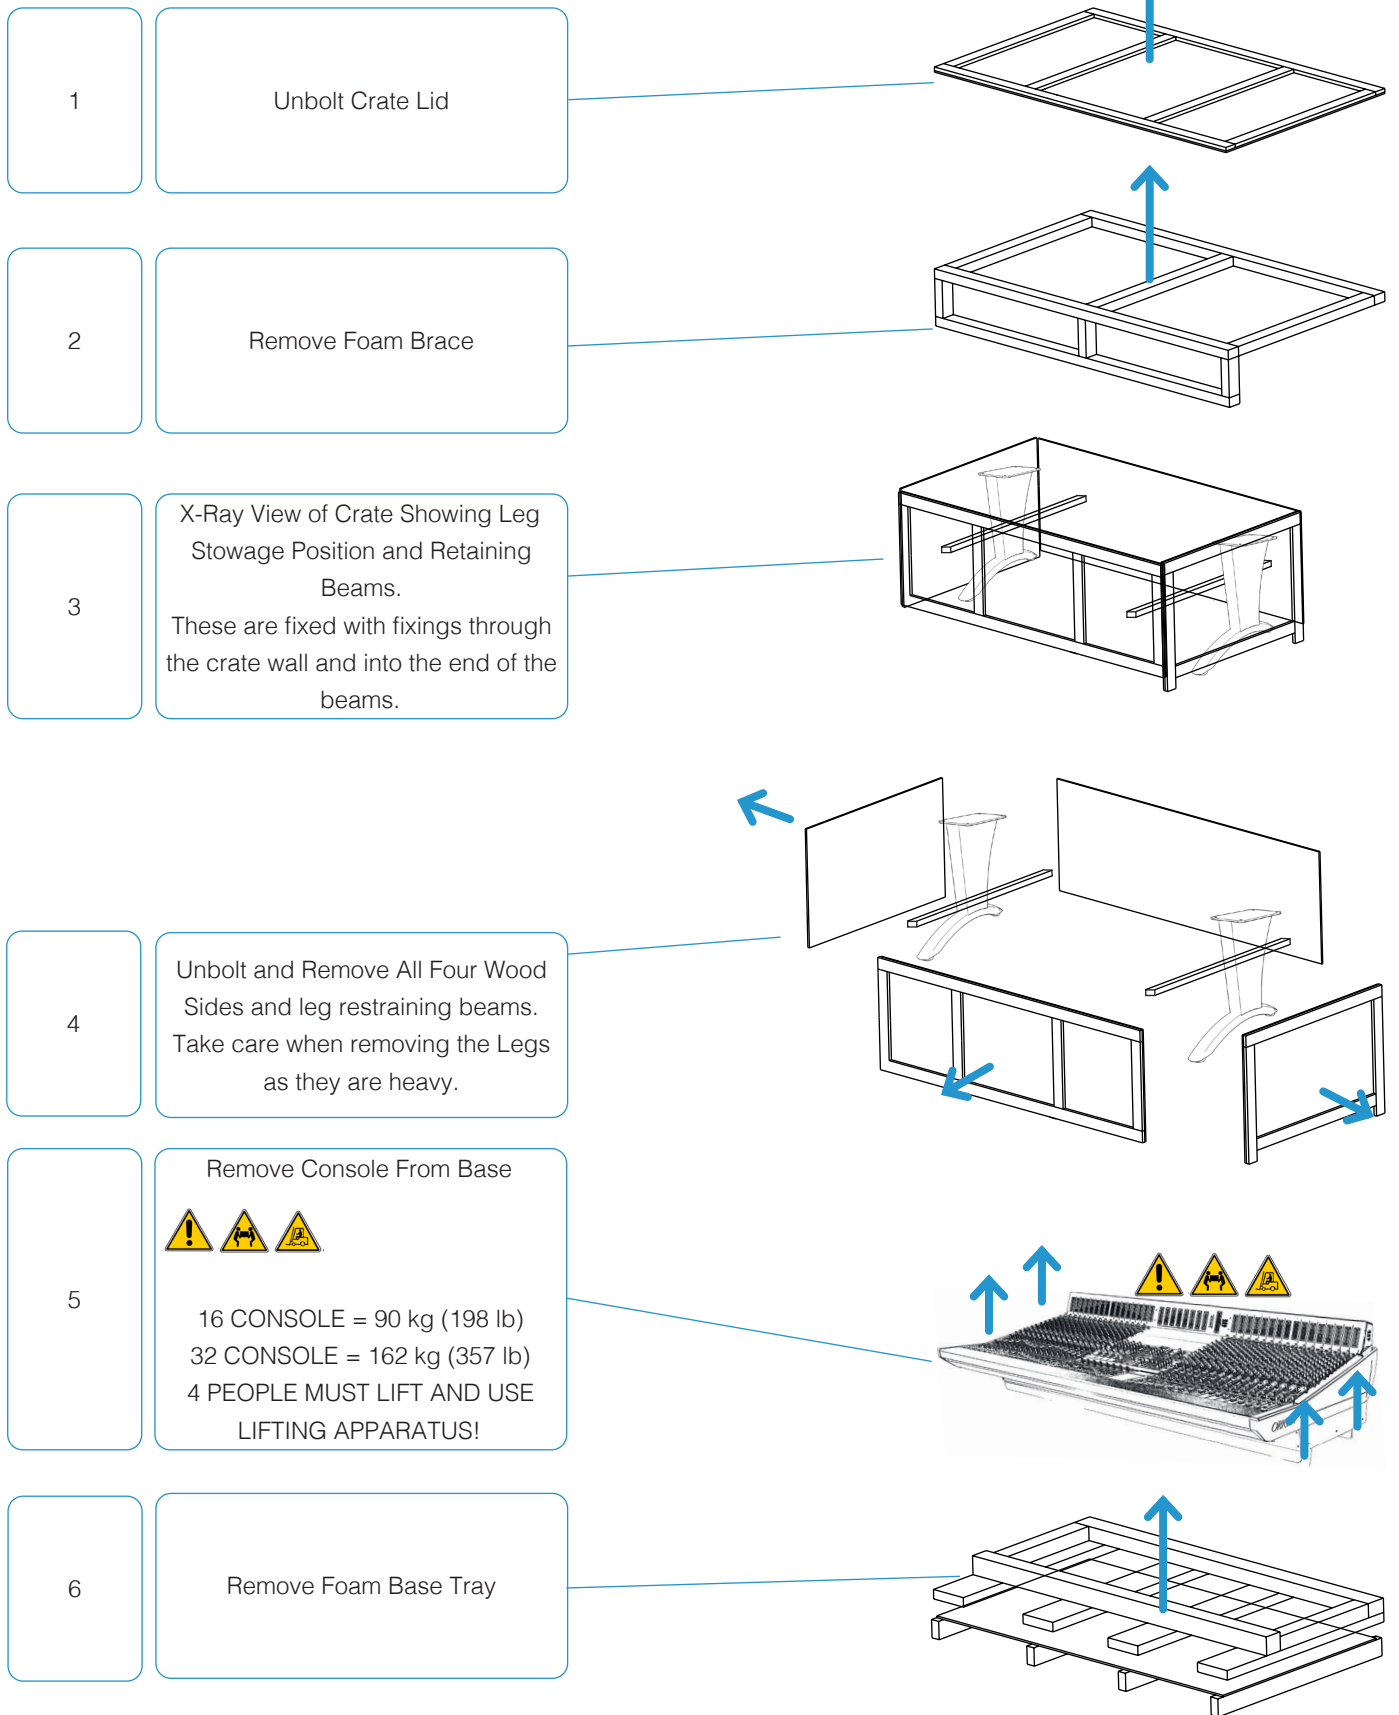 1
Unbolt Crate Lid
2
Remove Foam Brace
3
X-Ray View of Crate Showing Leg
Stowage Position and Retaining
Beams.
These are fixed with fixings through
the crate wall and into the end of the
beams.
4
Unbolt and Remove All Four Wood
Sides and leg restraining beams.
Take care when removing the Legs
as they are heavy.
5
Remove Console From Base
16 CONSOLE = 90 kg (198 lb)
32 CONSOLE = 162 kg (357 lb)
4 PEOPLE MUST LIFT AND USE
LIFTING APPARATUS!
6
Remove Foam Base Tray